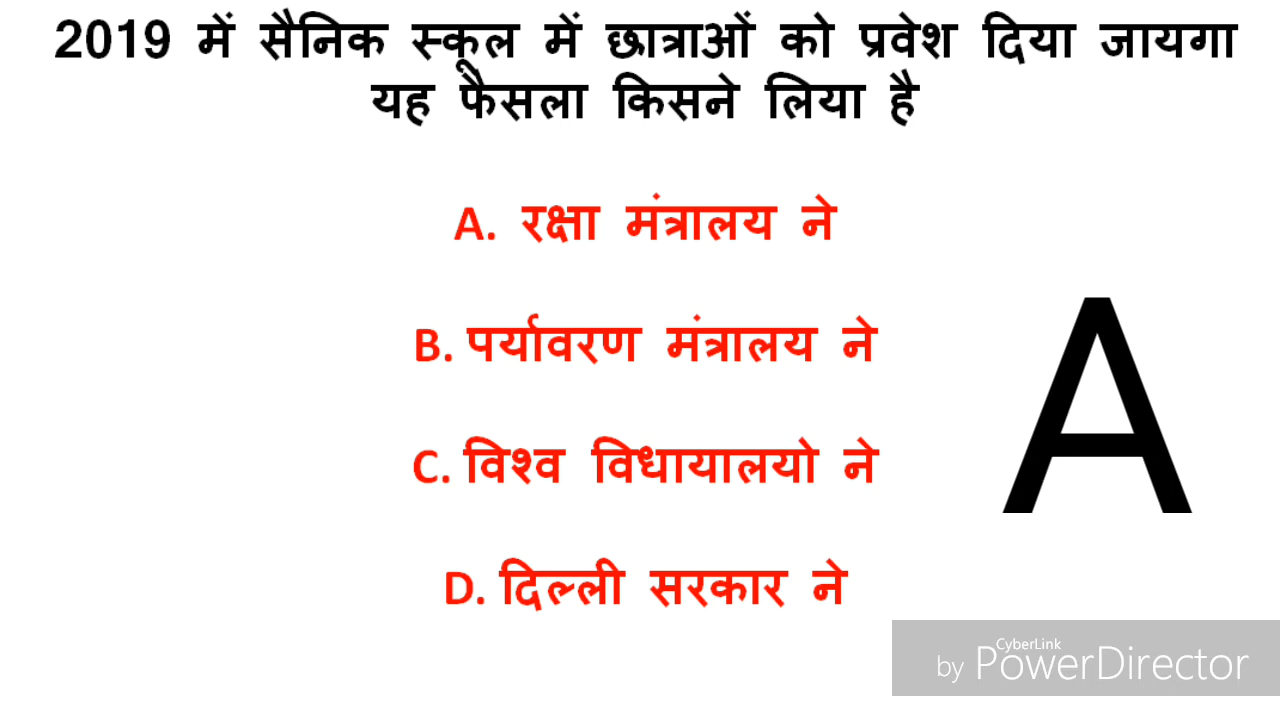 2019 में सैनिक स्कूल में छात्राओं को प्रवेश दिया जायगा
यह फैसला किसने लिया है
A. रक्षा मंत्रालय ने
B. पर्यावरण मंत्रालय ने
C. विश्व विधायालयो ने
D. दिल्ली सरकार ने
A
CyberLink
by PowerDirector